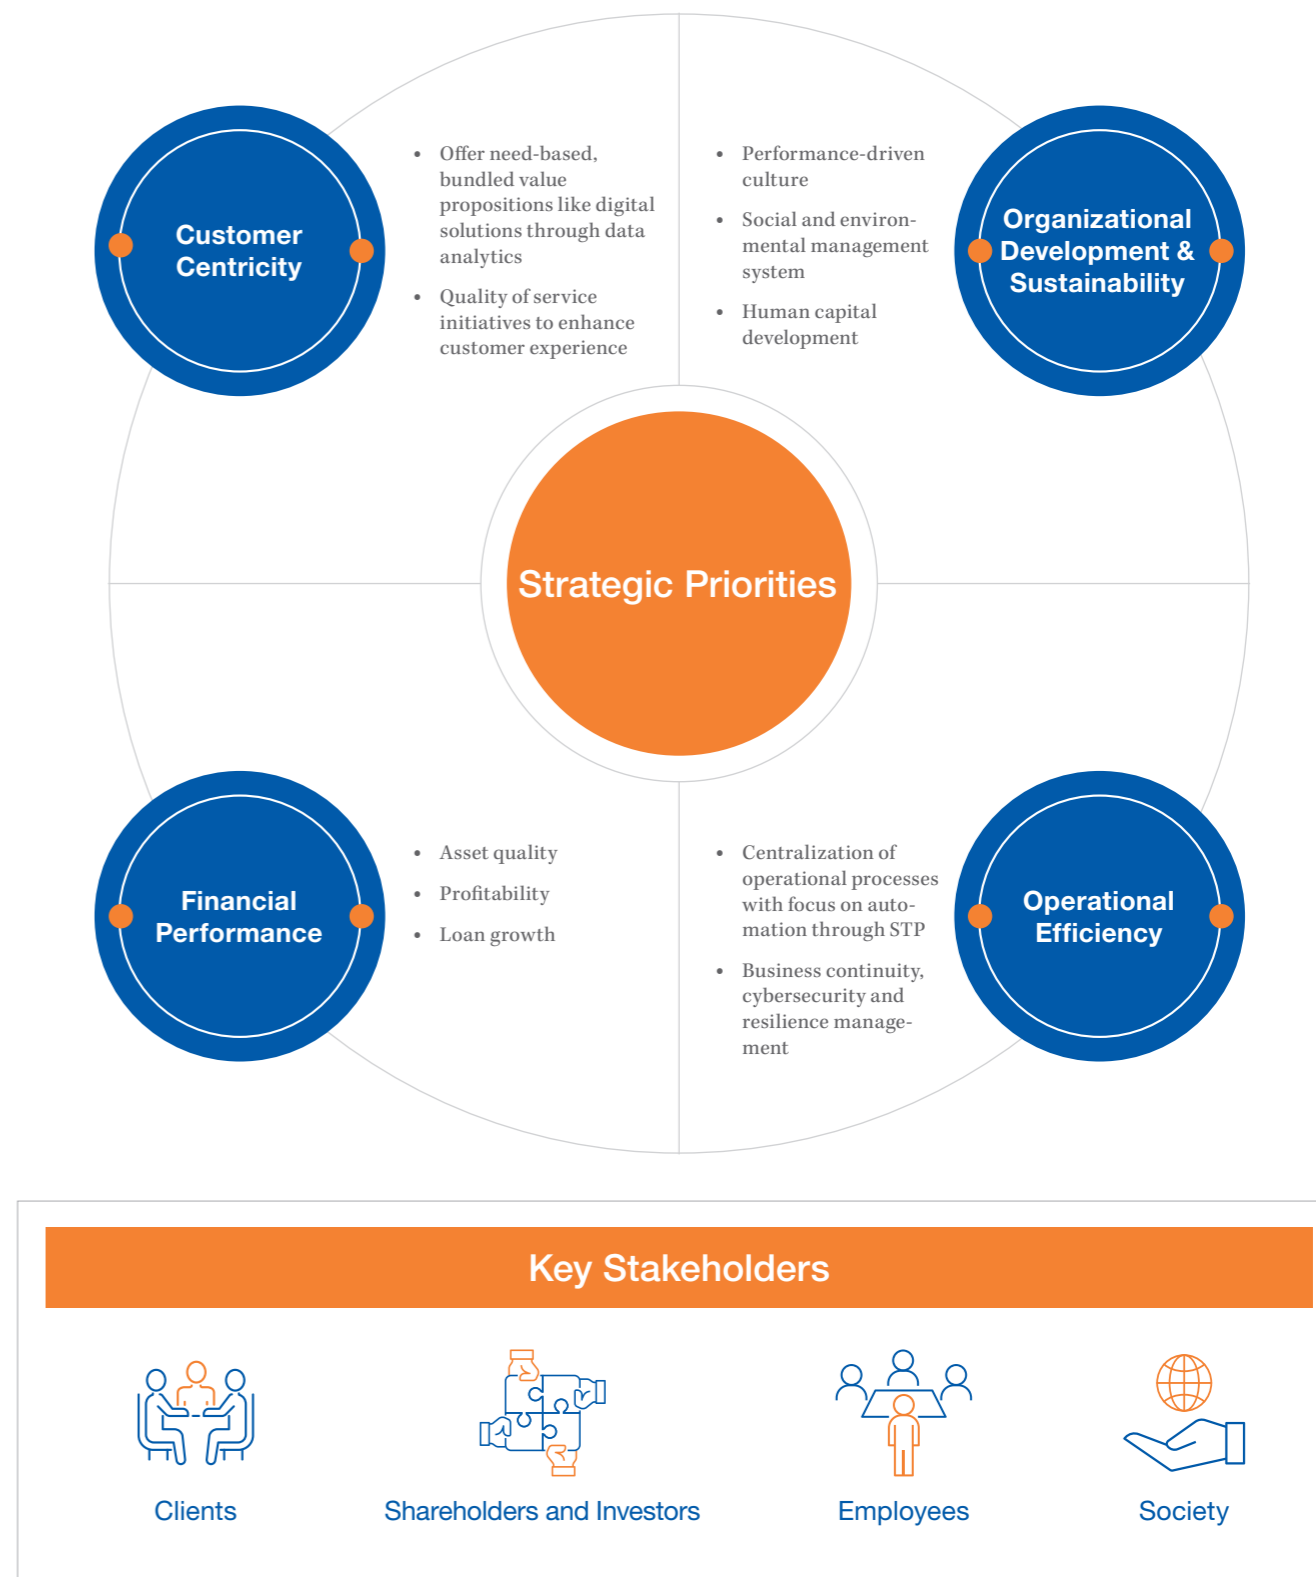 Customer
Centricity
• Offer need-based,
bundled value
propositions like digital
solutions through data
analytics
• Quality of service
initiatives to enhance
customer experience
• Performance-driven
culture
• Social and environ-
mental management
system
• Human capital
development
Organizational
Development &
Sustainability
Strategic Priorities
Financial
Performance
• Asset quality
• Profitability
• Loan growth
• Centralization of
operational processes
with focus on auto-
mation through STP
• Business continuity,
cybersecurity and
resilience manage-
ment
Operational
Efficiency
Key Stakeholders
Clients
Shareholders and Investors
Employees
Society